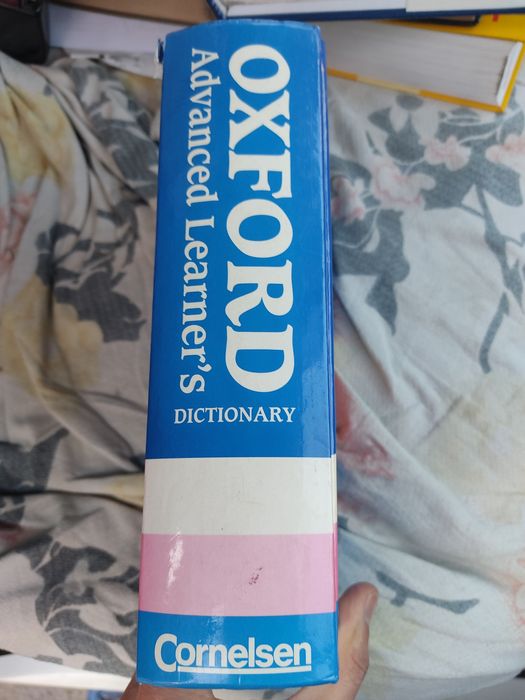 OXFORD
Advanced Learner's
DICTIONARY
Cornelsen